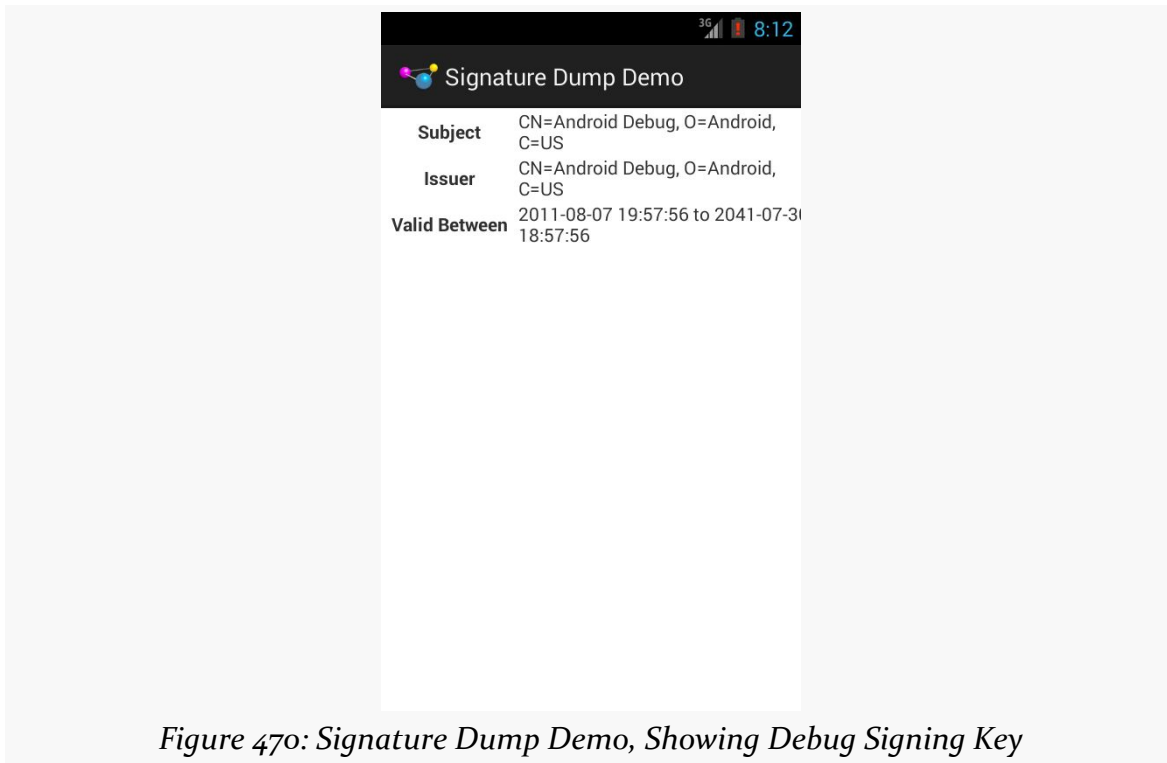 3G 8:12
Signature Dump Demo
Subject CN=Android Debug, O=Android,
C=US
Issuer CN=Android Debug, O=Android,
C=US
Valid Between 2011-08-07 19:57:56 to 2041-07-30
18:57:56
Figure 470: Signature Dump Demo, Showing Debug Signing Key